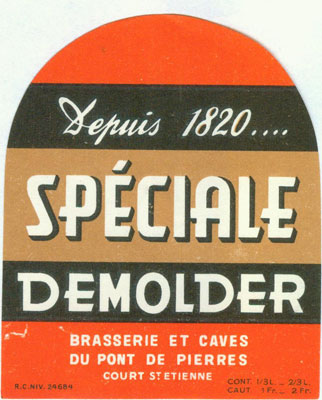 Depuis 1820....
SPÉCIALE
DEMOLDER
BRASSERIE ET CAVES
DU PONT DE PIERRES
COURT ST ETIENNE
R.C.NIV. 24684
CONT. 1/3 L. _ 2/3 L.
CAUT. 1 Fr. _ 2 Fr.